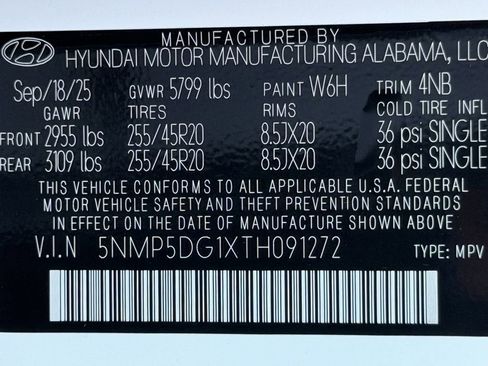 MANUFACTURED BY
HYUNDAI MOTOR MANUFACTURING ALABAMA, LLC
Sep/18/25 GVWR 5799 lbs PAINT W6H TRIM 4NB
GAWR TIRES RIMS COLD TIRE INFL
FRONT 2955 lbs 255/45R20 8.5JX20 36 psi SINGLE
REAR 3109 lbs 255/45R20 8.5JX20 36 psi SINGLE
THIS VEHICLE CONFORMS TO ALL APPLICABLE U.S.A. FEDERAL
MOTOR VEHICLE SAFETY AND THEFT PREVENTION STANDARDS
IN EFFECT ON THE DATE OF MANUFACTURE SHOWN ABOVE.
V.I.N 5NMP5DG1XTH091272 TYPE: MPV